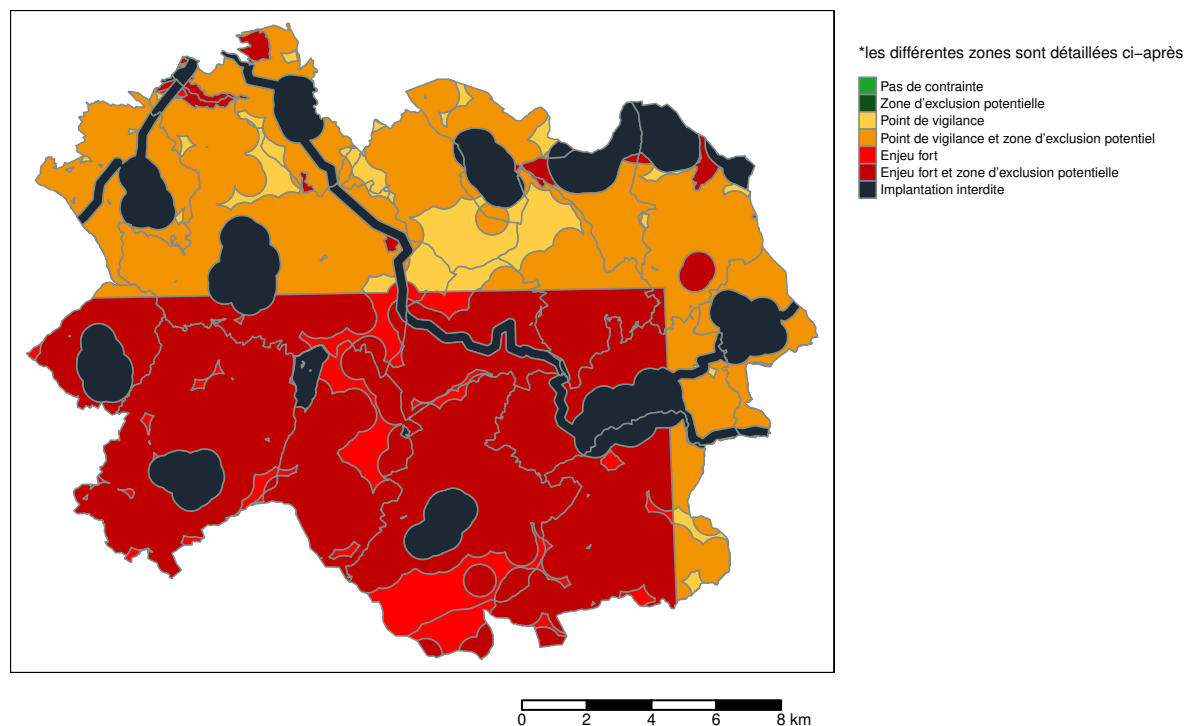 *les différentes zones sont détaillées ci–après
Pas de contrainte
Zone d'exclusion potentielle
Point de vigilance
Point de vigilance et zone d'exclusion potentiel
Enjeu fort
Enjeu fort et zone d'exclusion potentielle
Implantation interdite
0 2 4 6 8 km